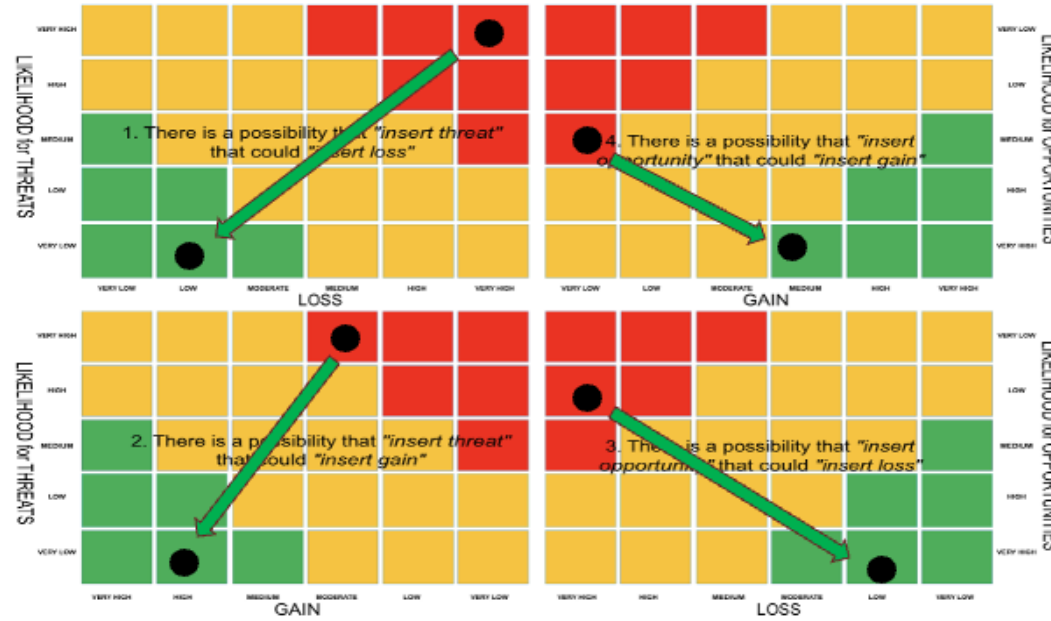 LIKELIHOOD for THREATS
VERY HIGH
HIGH
MEDIUM
LOW
VERY LOW
1. There is a possibility that "insert threat"
that could "insert loss"
VERY LOW LOW MODERATE MEDIUM HIGH VERY HIGH
LOSS
4. There is a possibility that "insert
opportunity" that could "insert gain"
VERY LOW
LOW
MEDIUM
HIGH
VERY HIGH
LIKELIHOOD for OPPORTUNITIES
VERY LOW LOW MODERATE MEDIUM HIGH VERY HIGH
GAIN
LIKELIHOOD for THREATS
VERY HIGH
HIGH
MEDIUM
LOW
VERY LOW
2. There is a possibility that "insert threat"
that could "insert gain"
VERY HIGH HIGH MEDIUM MODERATE LOW VERY LOW
GAIN
3. There is a possibility that "insert
opportunity" that could "insert loss"
VERY LOW
LOW
MEDIUM
HIGH
VERY HIGH
LIKELIHOOD for OPPORTUNITIES
VERY HIGH HIGH MEDIUM MODERATE LOW VERY LOW
LOSS